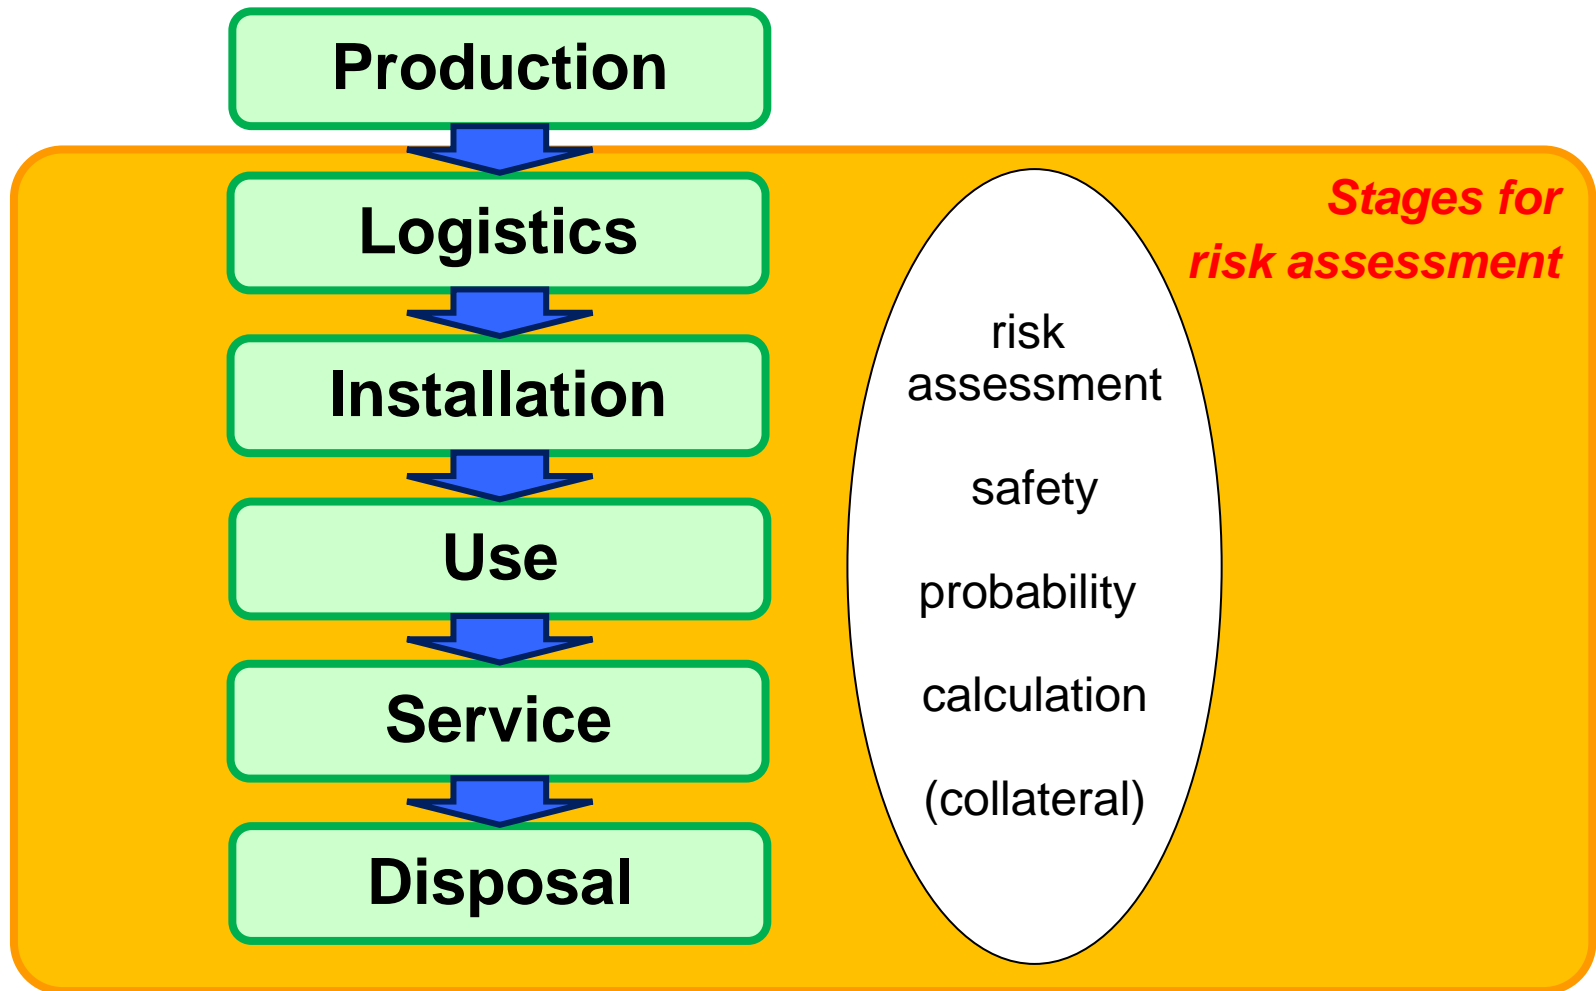 Production
Logistics
Installation
Use
Service
Disposal
risk
assessment
safety
probability
calculation
(collateral)
Stages for
risk assessment